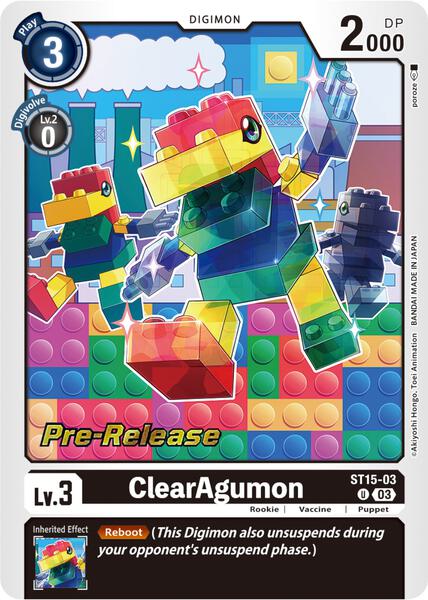 Play
3
DIGIMON
2000
DP
Digivolve
Lv.2
0
poroze
©Akiyoshi Hongo, Toei Animation BANDAI MADE IN JAPAN
Pre-Release
Lv.3
ClearAgumon
ST15-03
U 03
Rookie | Vaccine | Puppet
Inherited Effect
Reboot (This Digimon also unsuspends during
your opponent's unsuspend phase.)